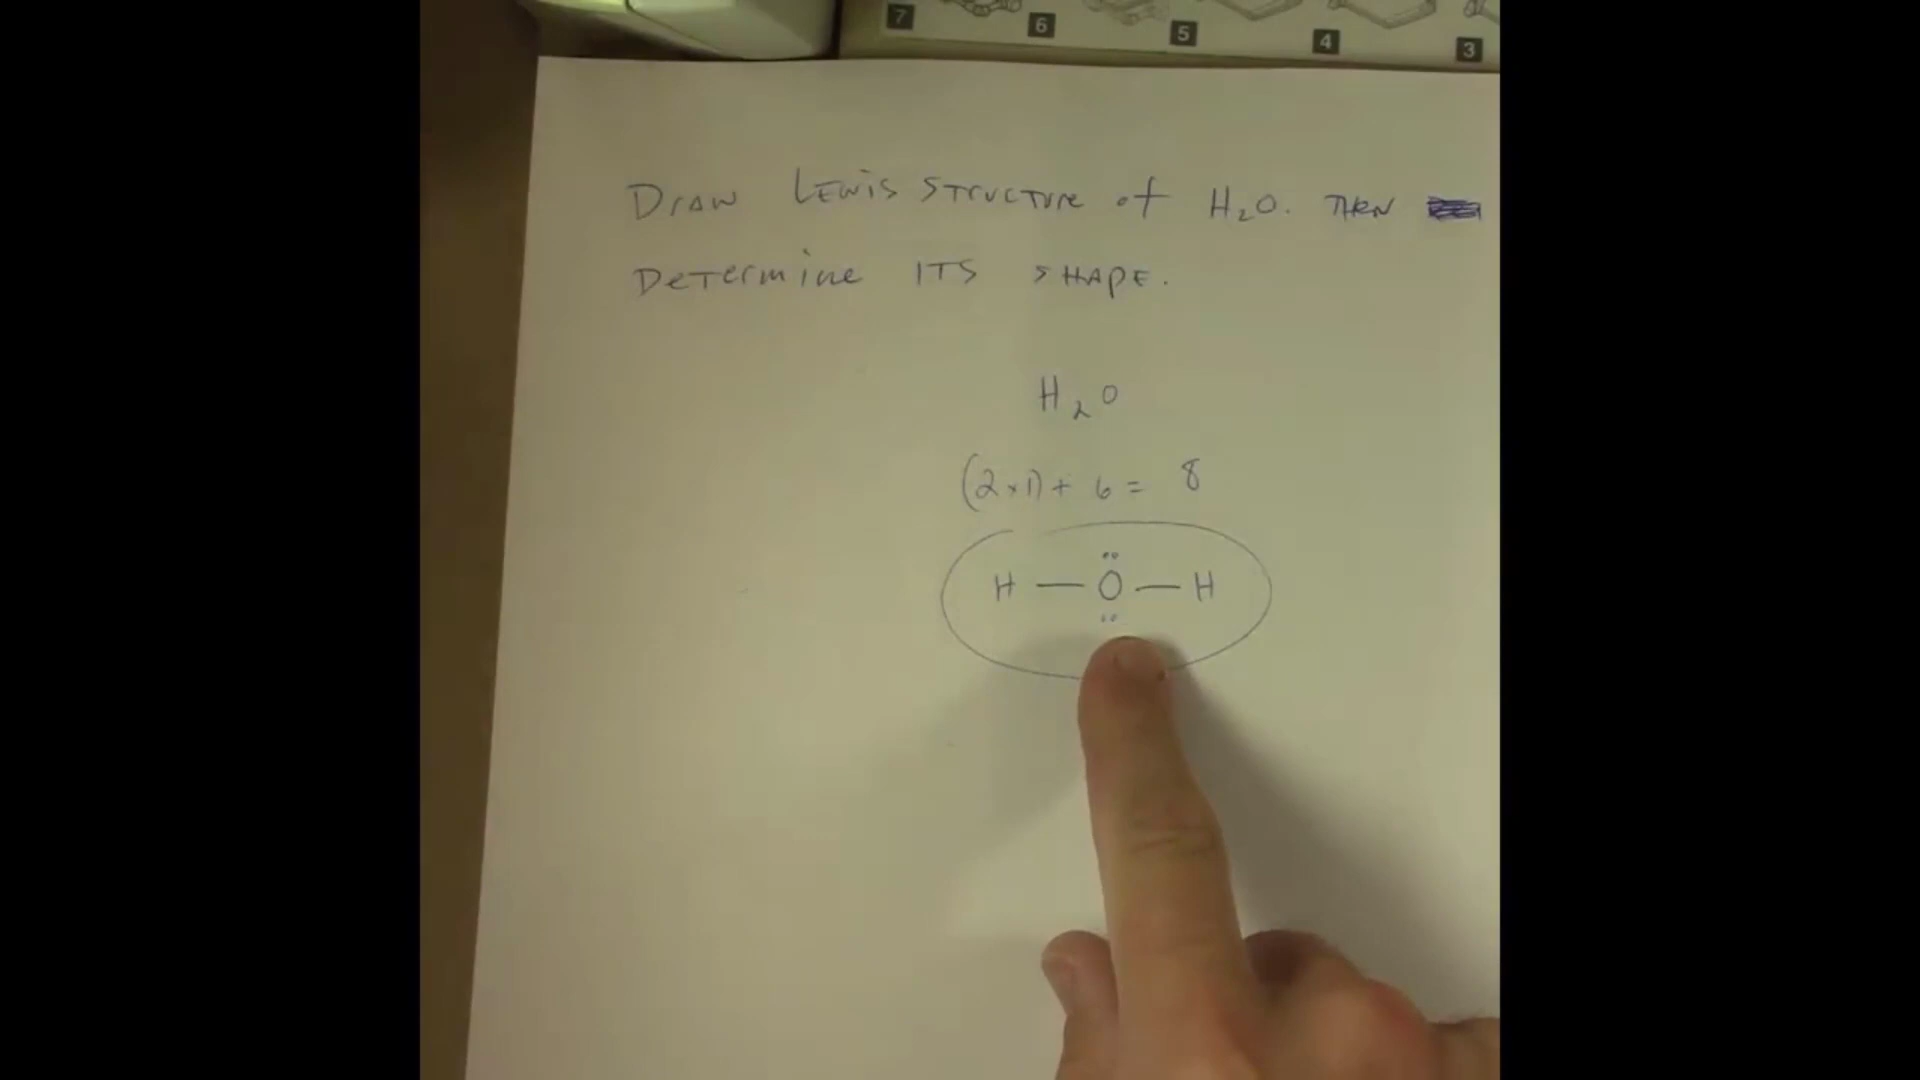 7 6 5 4 3
Draw Lewis structure of H₂O. Then
Determine its shape.
H₂O
(2x1) + 6 = 8
H — Ö — H